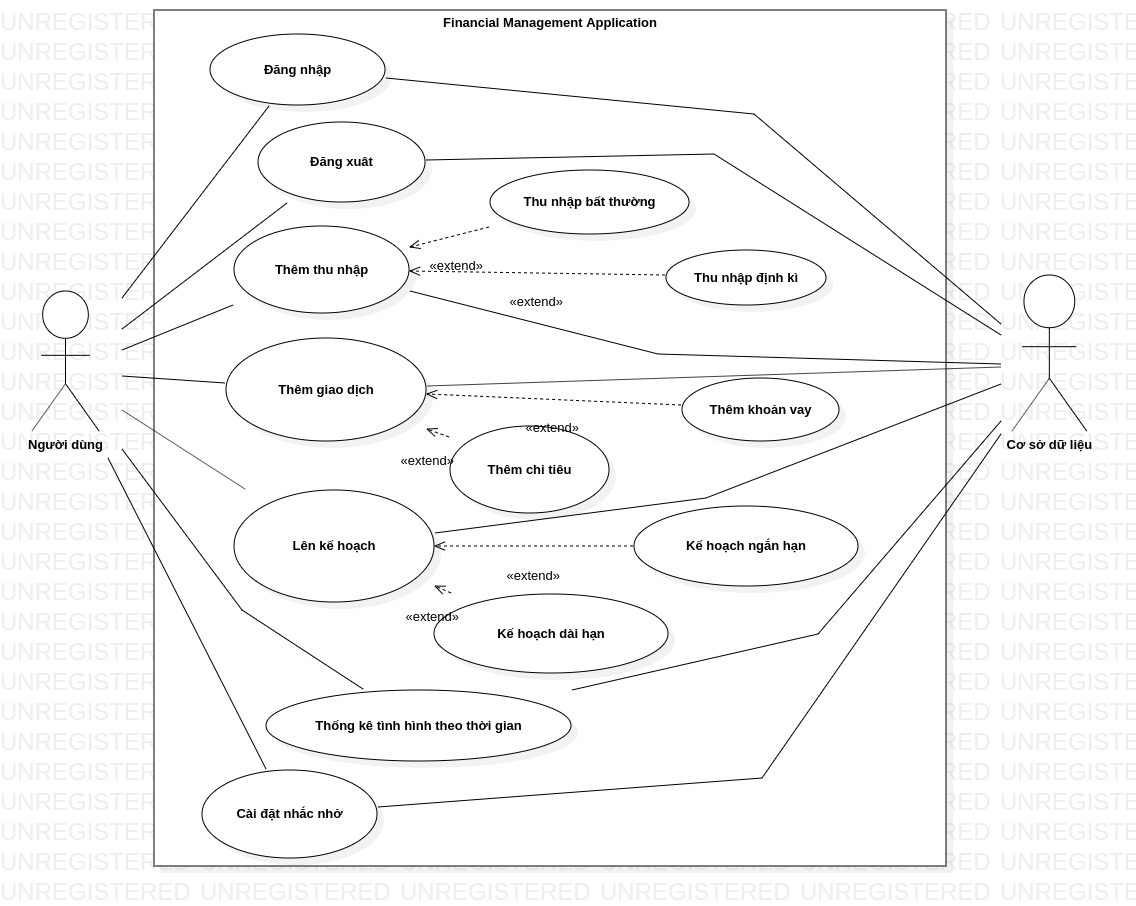 Financial Management Application
Đăng nhập
Đăng xuât
Thu nhập bất thường
Thêm thu nhập
«extend»
Thu nhập định kì
«extend»
Thêm giao dịch
Thêm khoản vay
«extend»
Người dùng
Cơ sở dữ liệu
«extend»
Thêm chi tiêu
Lên kế hoạch
Kế hoạch ngắn hạn
«extend»
«extend»
Kế hoạch dài hạn
Thống kê tình hình theo thời gian
Cài đặt nhắc nhở
UNREGISTERED UNREGISTERED UNREGISTERED UNREGISTERED UNREGISTERED UNREGISTE